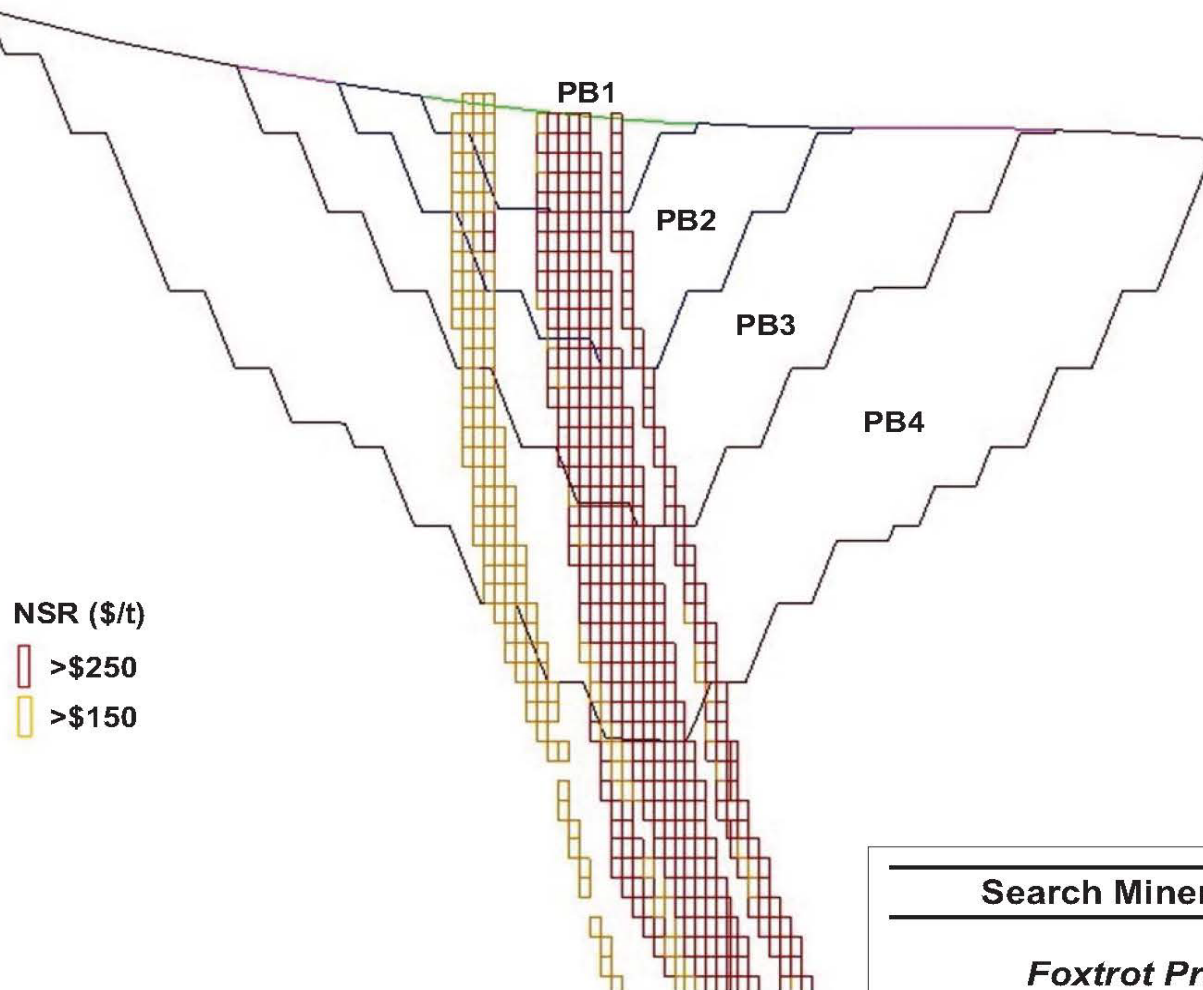 PB1
PB2
PB3
PB4
NSR ($/t)
>$250
>$150
Search Miner
Foxtrot Pr